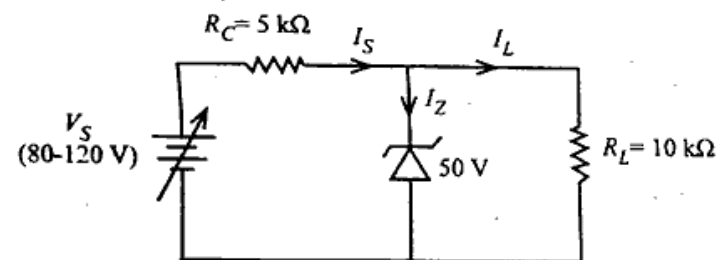 R_C= 5 kΩ
I_S
I_L
I_Z
V_S
(80-120 V)
50 V
R_L= 10 kΩ